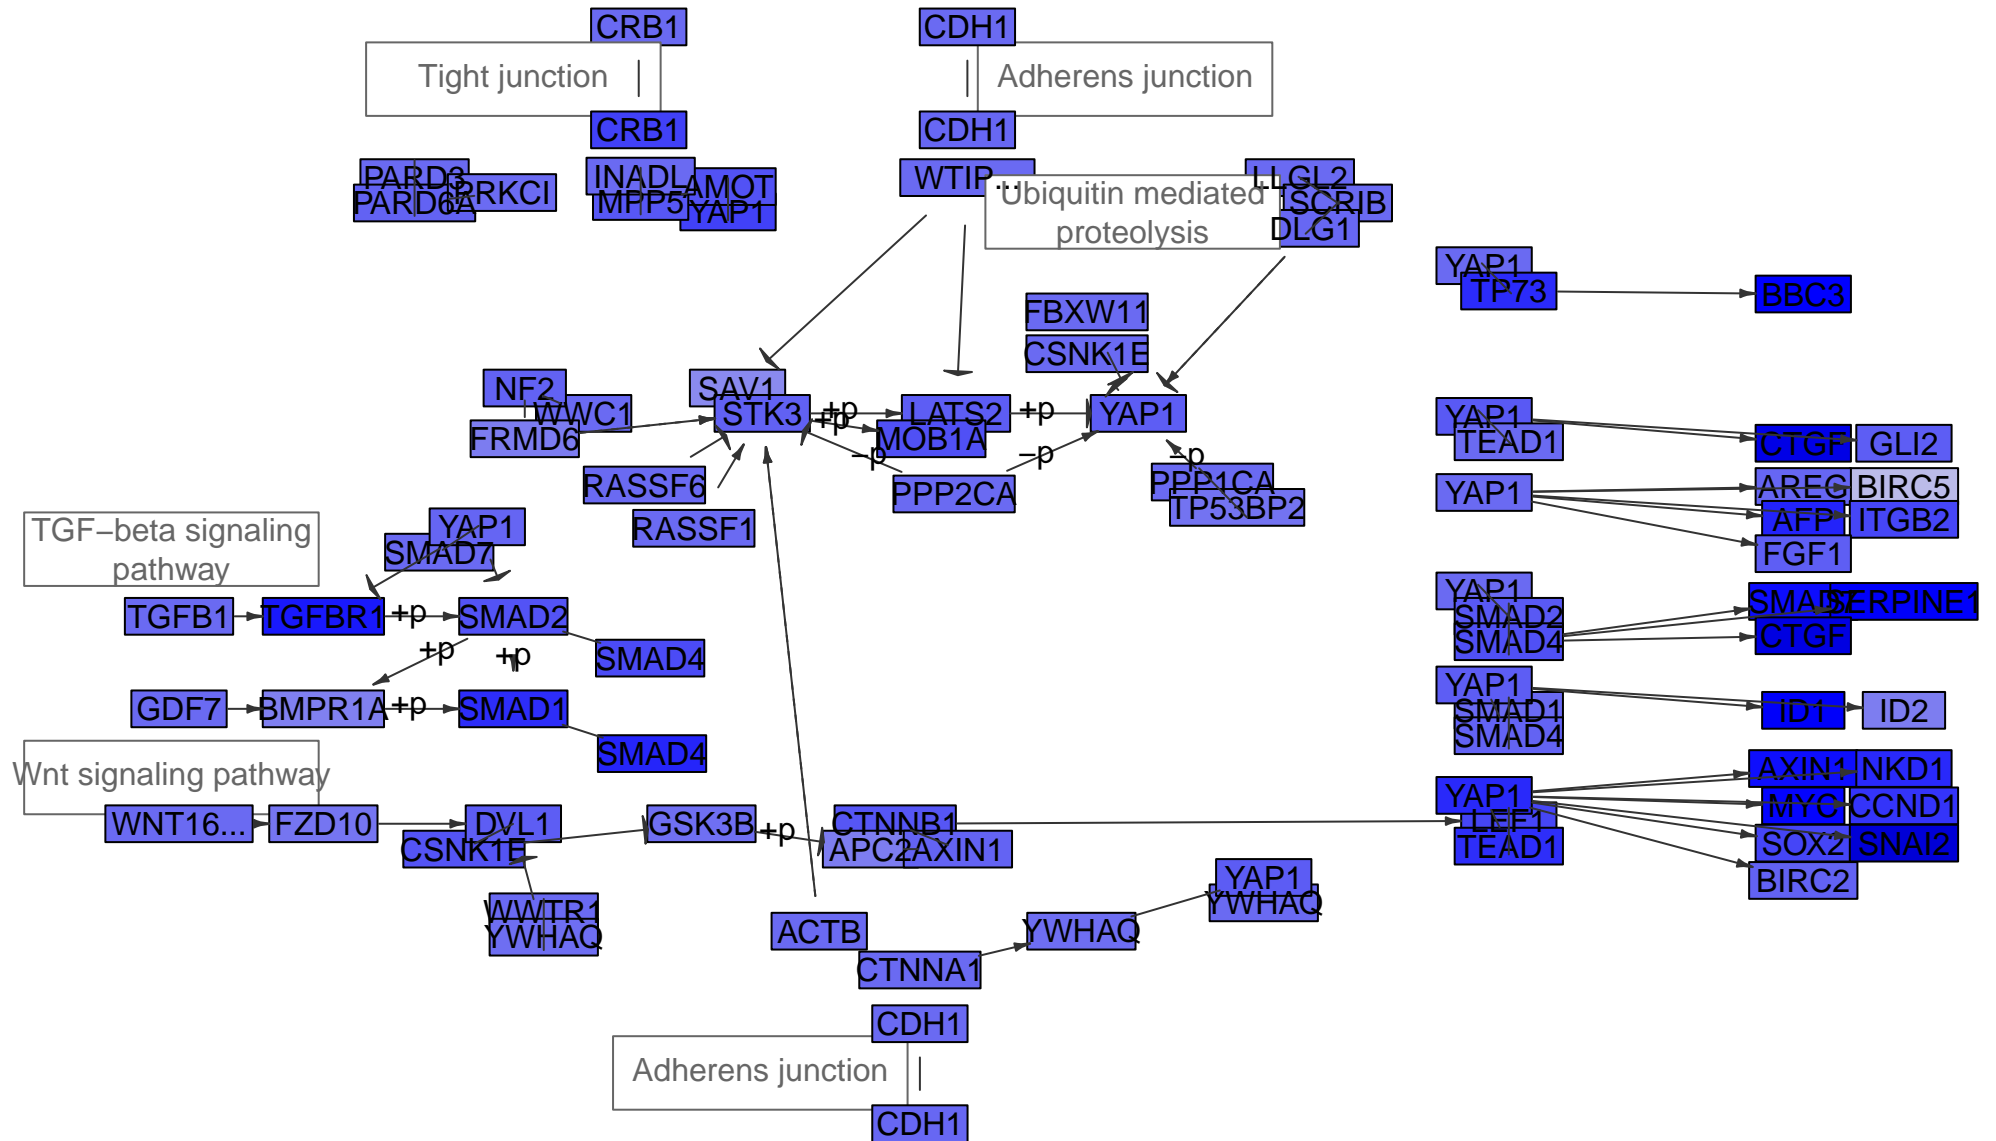 CRB1
CDH1
Tight junction
Adherens junction
CRB1
CDH1
PARD3
PRKCI
PARD6A
INADL
AMOT
MPP5
YAP1
WTIP...
Ubiquitin mediated
proteolysis
LLGL2
SCRIB
DLG1
YAP1
TP73
BBC3
FBXW11
CSNK1E
NF2
WWC1
FRMD6
SAV1
STK3
+p
+p
LATS2
MOB1A
+p
YAP1
−p
−p
−p
RASSF6
RASSF1
PPP2CA
PPP1CA
TP53BP2
YAP1
TEAD1
CTGF
GLI2
YAP1
AREG
BIRC5
AFP
ITGB2
FGF1
TGF−beta signaling
pathway
YAP1
SMAD7
TGFB1
TGFBR1
+p
SMAD2
SMAD4
+p
+p
YAP1
SMAD2
SMAD4
SMAD7
SERPINE1
CTGF
GDF7
BMPR1A
+p
SMAD1
SMAD4
YAP1
SMAD1
SMAD4
ID1
ID2
Wnt signaling pathway
WNT16...
FZD10
DVL1
CSNK1E
GSK3B
+p
CTNNB1
APC2
AXIN1
YAP1
LEF1
TEAD1
AXIN1
NKD1
MYC
CCND1
SOX2
SNAI2
BIRC2
WWTR1
YWHAQ
ACTB
CTNNA1
YWHAQ
YAP1
YWHAQ
CDH1
Adherens junction
CDH1